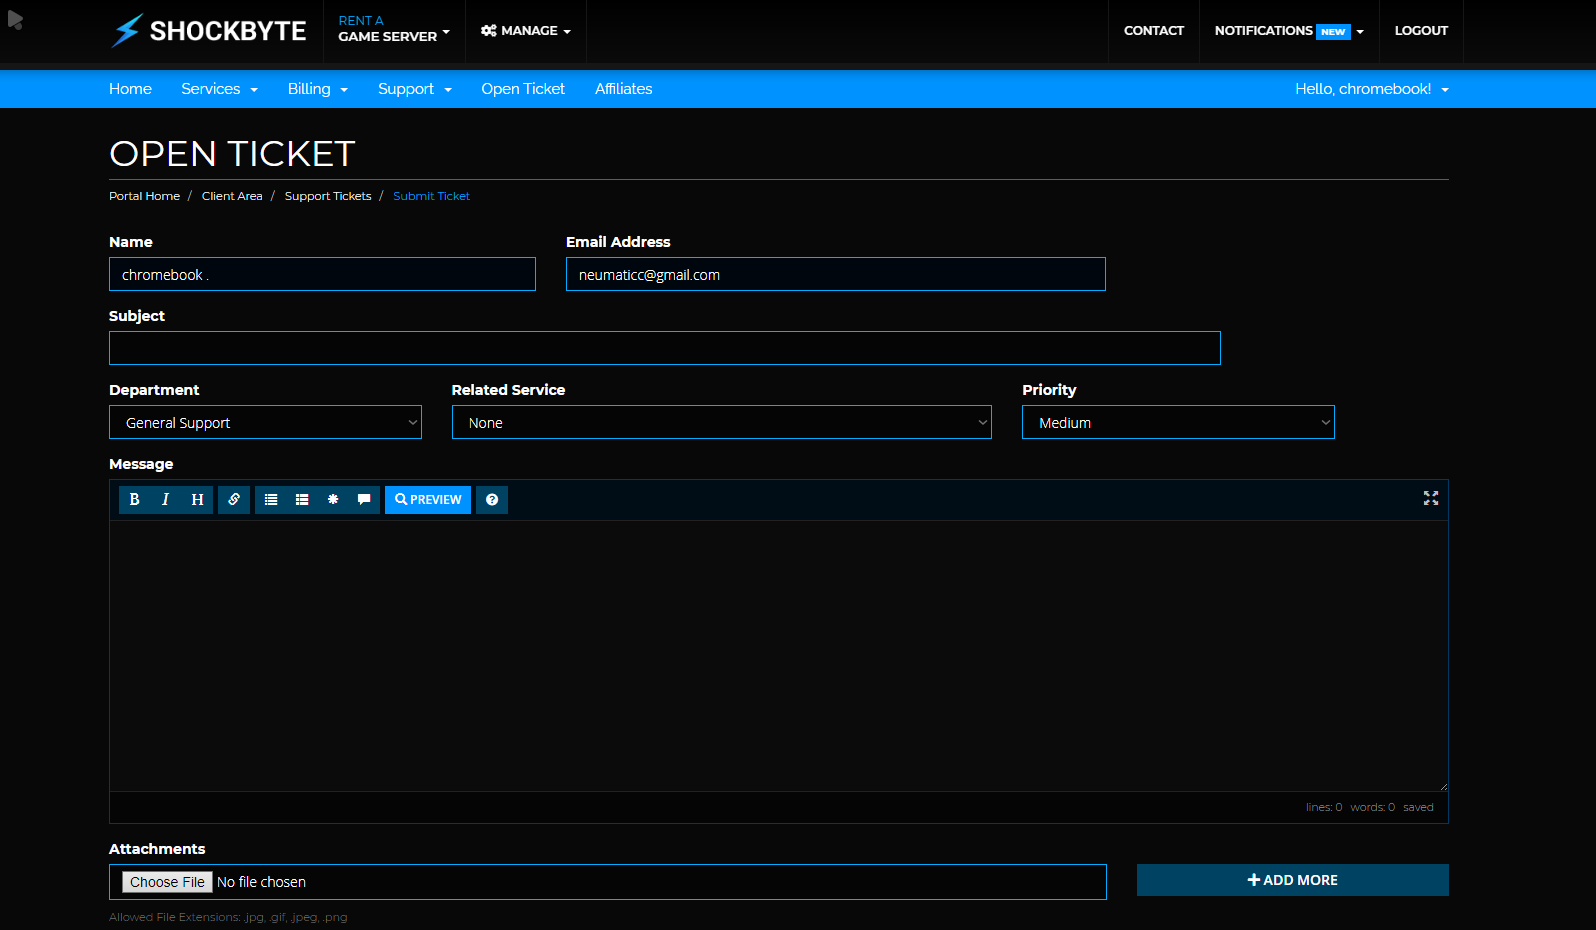 SHOCKBYTE
RENT A
GAME SERVER
MANAGE
CONTACT
NOTIFICATIONS NEW
LOGOUT
Home Services Billing Support Open Ticket Affiliates Hello, chromebook!
OPEN TICKET
Portal Home / Client Area / Support Tickets / Submit Ticket
Name Email Address
chromebook . neumaticc@gmail.com
Subject
Department Related Service Priority
General Support None Medium
Message
B I H PREVIEW
lines: 0 words: 0 saved
Attachments
Choose File No file chosen ADD MORE
Allowed File Extensions: .jpg, .gif, .jpeg, .png